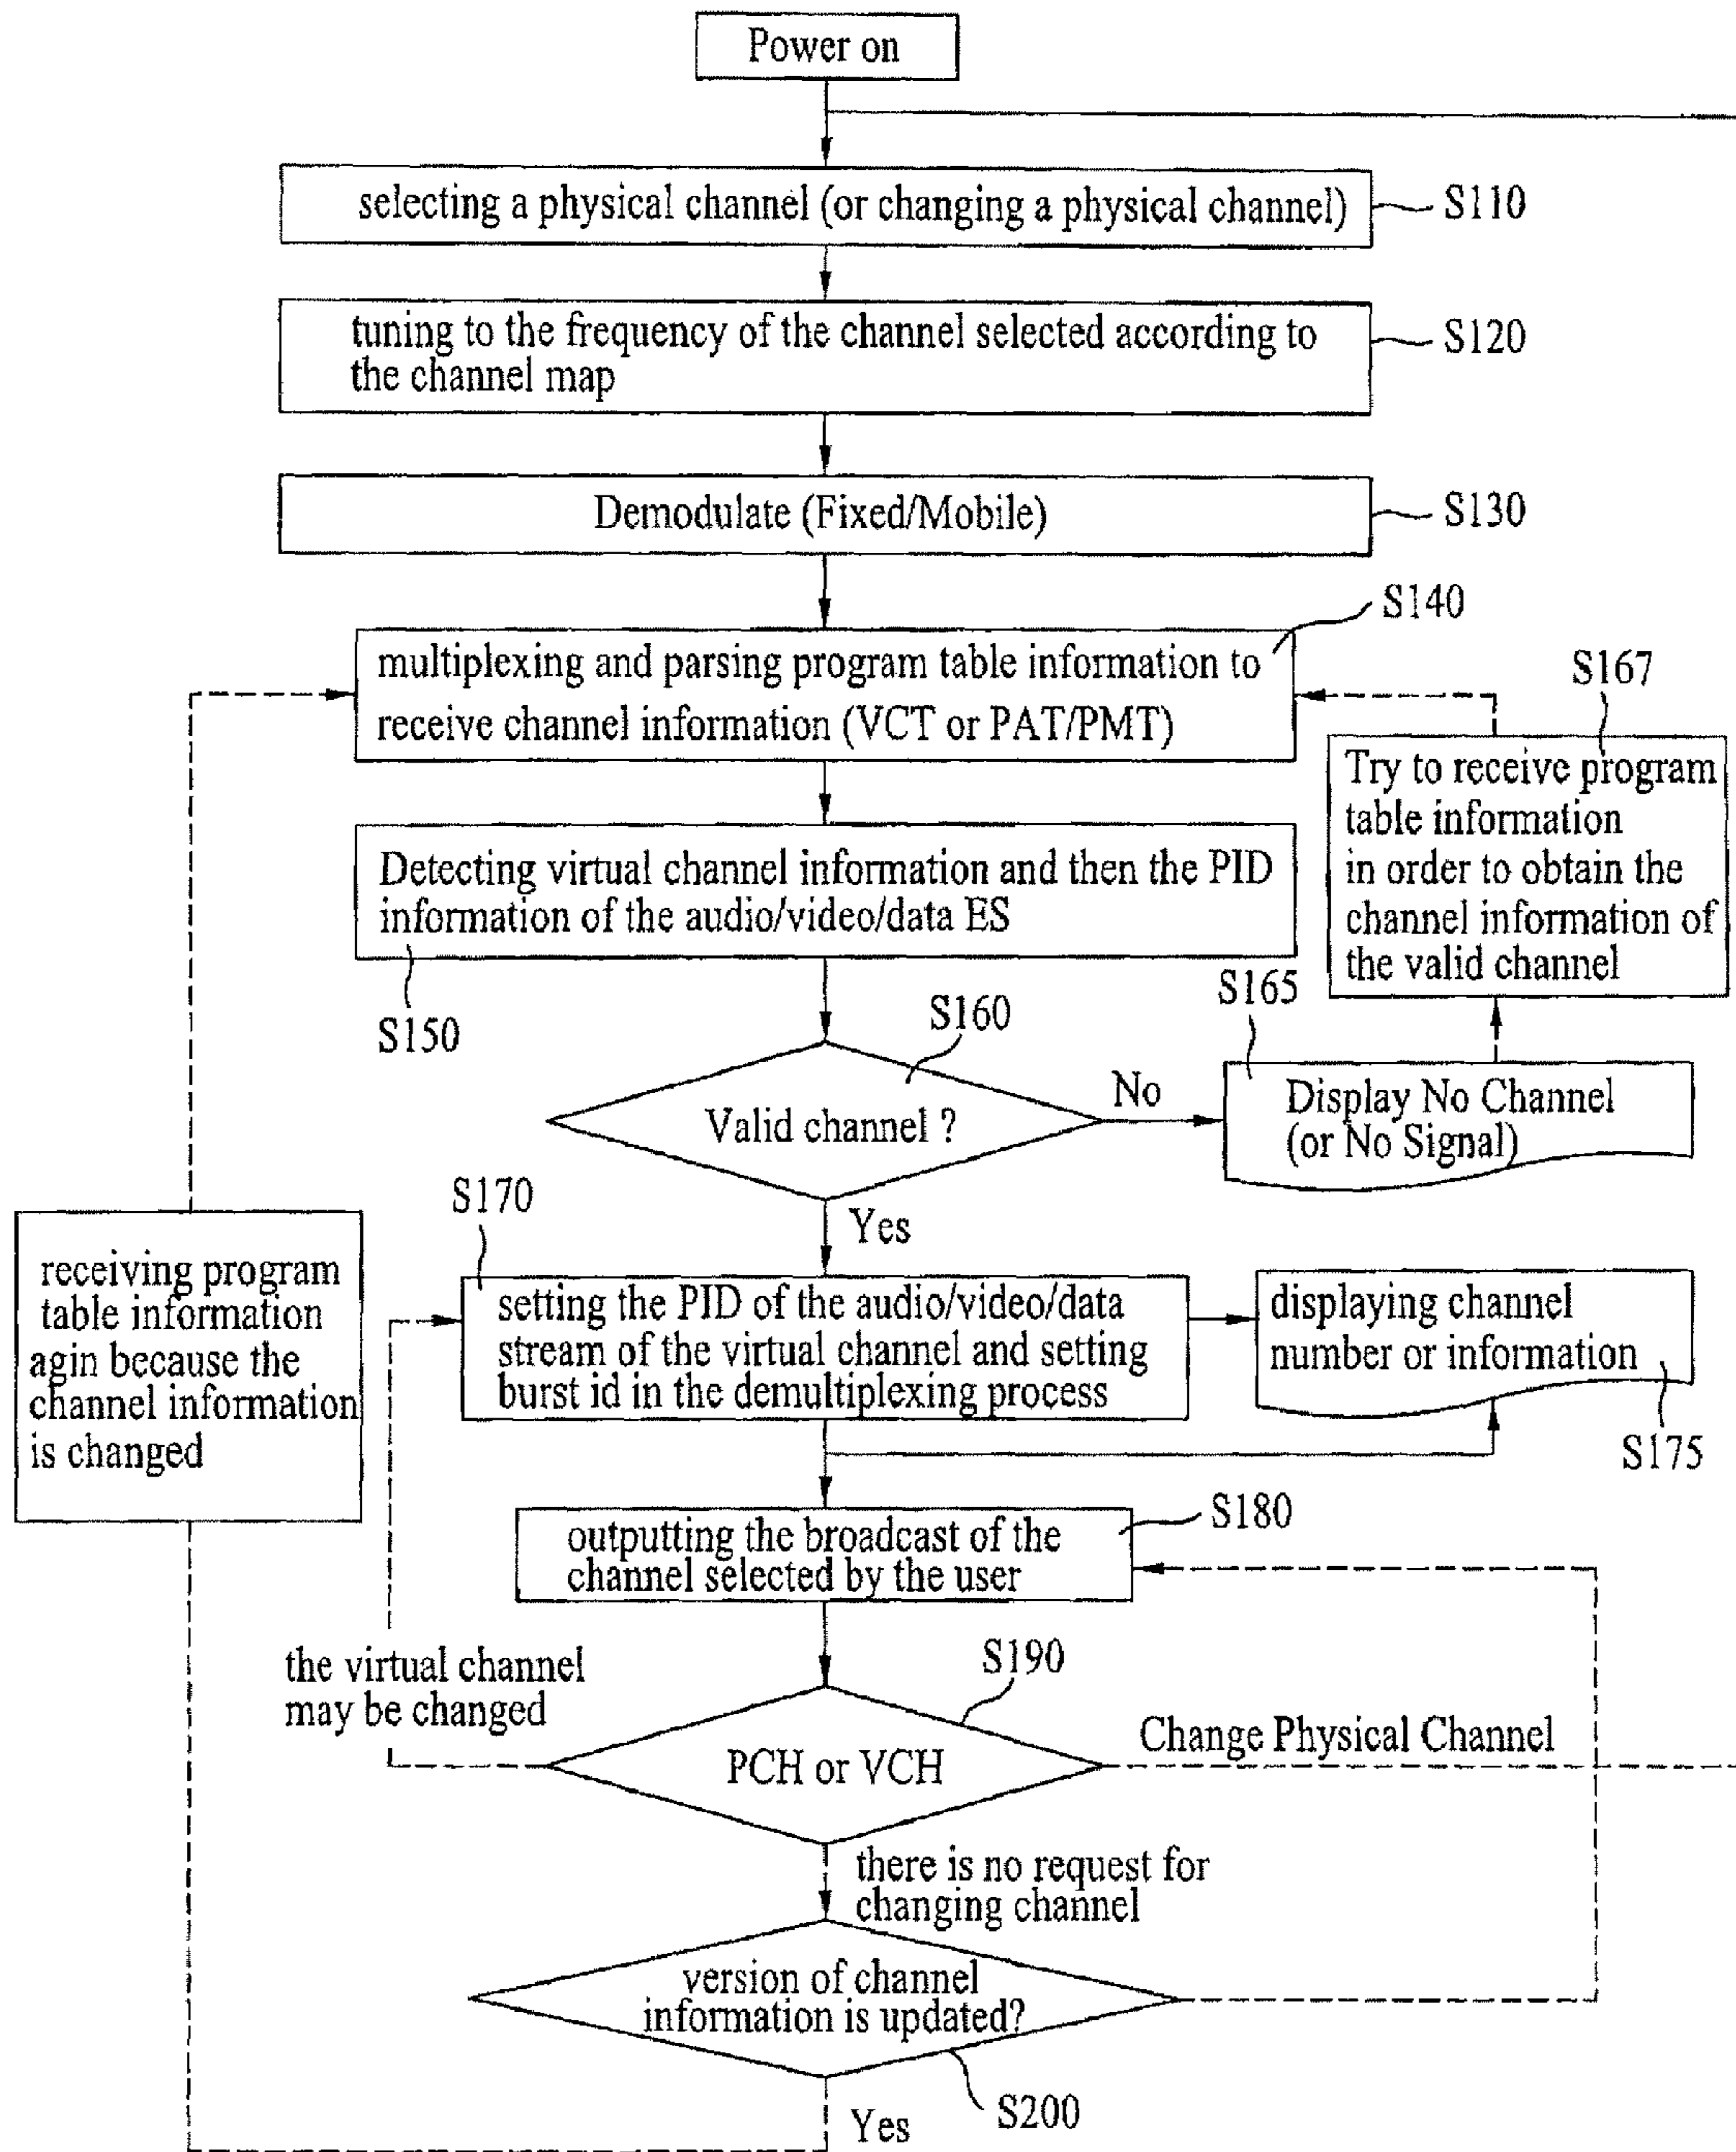 Power on
selecting a physical channel (or changing a physical channel)
S110
tuning to the frequency of the channel selected according to
the channel map
S120
Demodulate (Fixed/Mobile)
S130
S140
multiplexing and parsing program table information to
receive channel information (VCT or PAT/PMT)
S167
Try to receive program
table information
in order to obtain the
channel information of
the valid channel
Detecting virtual channel information and then the PID
information of the audio/video/data ES
S150
S160
S165
Valid channel ?
No
Display No Channel
(or No Signal)
Yes
S170
receiving program
table information
agin because the
channel information
is changed
setting the PID of the audio/video/data
stream of the virtual channel and setting
burst id in the demultiplexing process
displaying channel
number or information
S175
S180
outputting the broadcast of the
channel selected by the user
the virtual channel
may be changed
S190
PCH or VCH
Change Physical Channel
there is no request for
changing channel
version of channel
information is updated?
S200
Yes